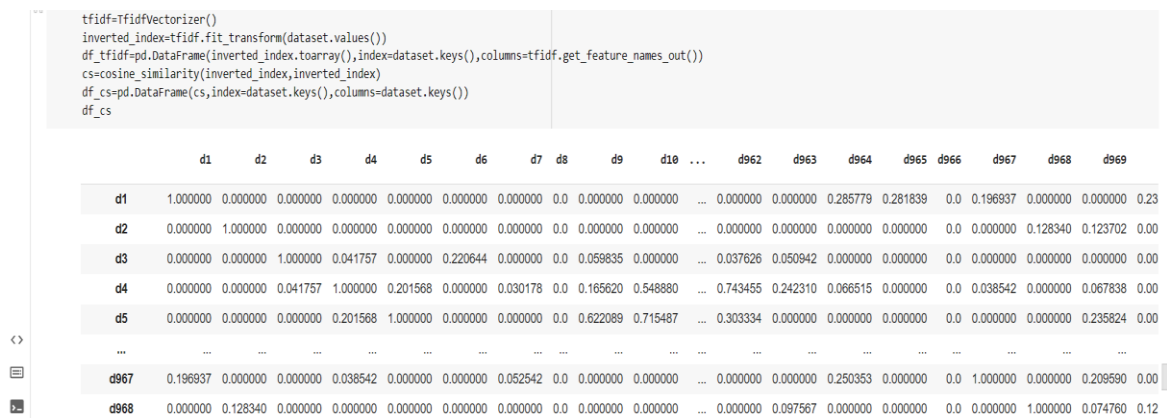 tfidf=TfidfVectorizer()
inverted_index=tfidf.fit_transform(dataset.values())
df_tfidf=pd.DataFrame(inverted_index.toarray(),index=dataset.keys(),columns=tfidf.get_feature_names_out())
cs=cosine_similarity(inverted_index,inverted_index)
df_cs=pd.DataFrame(cs,index=dataset.keys(),columns=dataset.keys())
df_cs
d1 d2 d3 d4 d5 d6 d7 d8 d9 d10 ... d962 d963 d964 d965 d966 d967 d968 d969
d1 1.000000 0.000000 0.000000 0.000000 0.000000 0.000000 0.000000 0.0 0.000000 0.000000 ... 0.000000 0.000000 0.285779 0.281839 0.0 0.196937 0.000000 0.000000 0.23
d2 0.000000 1.000000 0.000000 0.000000 0.000000 0.000000 0.000000 0.0 0.000000 0.000000 ... 0.000000 0.000000 0.000000 0.000000 0.0 0.000000 0.128340 0.123702 0.00
d3 0.000000 0.000000 1.000000 0.041757 0.000000 0.220644 0.000000 0.0 0.059835 0.000000 ... 0.037626 0.050942 0.000000 0.000000 0.0 0.000000 0.000000 0.000000 0.00
d4 0.000000 0.000000 0.041757 1.000000 0.201568 0.000000 0.030178 0.0 0.165620 0.548880 ... 0.743455 0.242310 0.066515 0.000000 0.0 0.038542 0.000000 0.067838 0.00
d5 0.000000 0.000000 0.000000 0.201568 1.000000 0.000000 0.000000 0.0 0.622089 0.715487 ... 0.303334 0.000000 0.000000 0.000000 0.0 0.000000 0.000000 0.235824 0.00
... ... ... ... ... ... ... ... ... ... ... ... ... ... ... ... ... ... ... ...
d967 0.196937 0.000000 0.000000 0.038542 0.000000 0.000000 0.052542 0.0 0.000000 0.000000 ... 0.000000 0.000000 0.250353 0.000000 0.0 1.000000 0.000000 0.209590 0.00
d968 0.000000 0.128340 0.000000 0.000000 0.000000 0.000000 0.000000 0.0 0.000000 0.000000 ... 0.000000 0.097567 0.000000 0.000000 0.0 0.000000 1.000000 0.074760 0.12